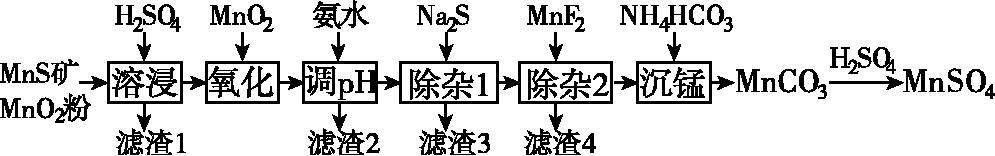 H₂SO₄ MnO₂ 氨水 Na₂S MnF₂ NH₄HCO₃
MnS矿 MnO₂粉 溶浸 氧化 调pH 除杂1 除杂2 沉锰 MnCO₃ H₂SO₄ MnSO₄
滤渣1 滤渣2 滤渣3 滤渣4